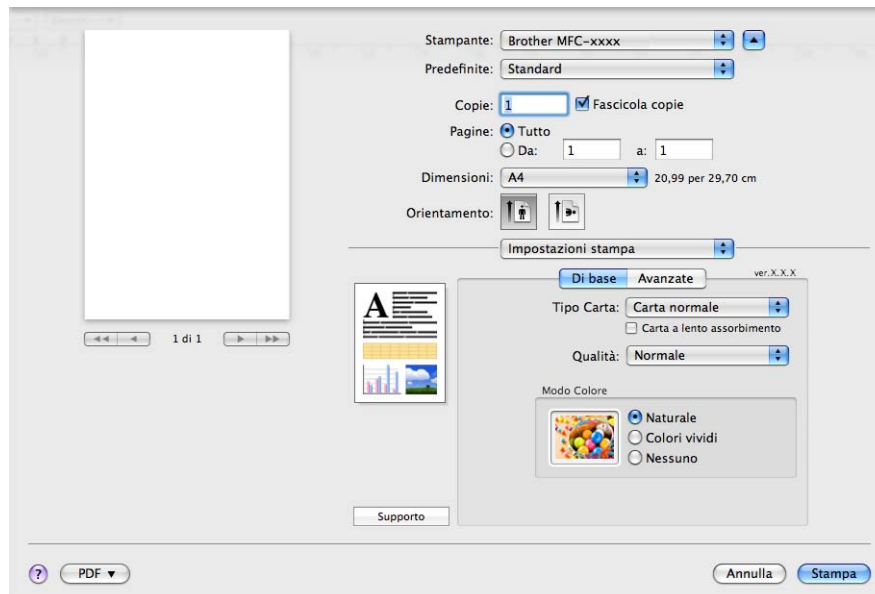 Stampante: Brother MFC-xxxx
Predefinite: Standard
Copie: 1 Fascicola copie
Pagine: Tutto
Da: 1 a: 1
Dimensioni: A4 20,99 per 29,70 cm
Orientamento:
Impostazioni stampa
Di base Avanzate ver.X.X.X
A
Tipo Carta: Carta normale
Carta a lento assorbimento
1 di 1
Qualità: Normale
Modo Colore
Naturale
Colori vividi
Nessuno
Supporto
? PDF Annulla Stampa